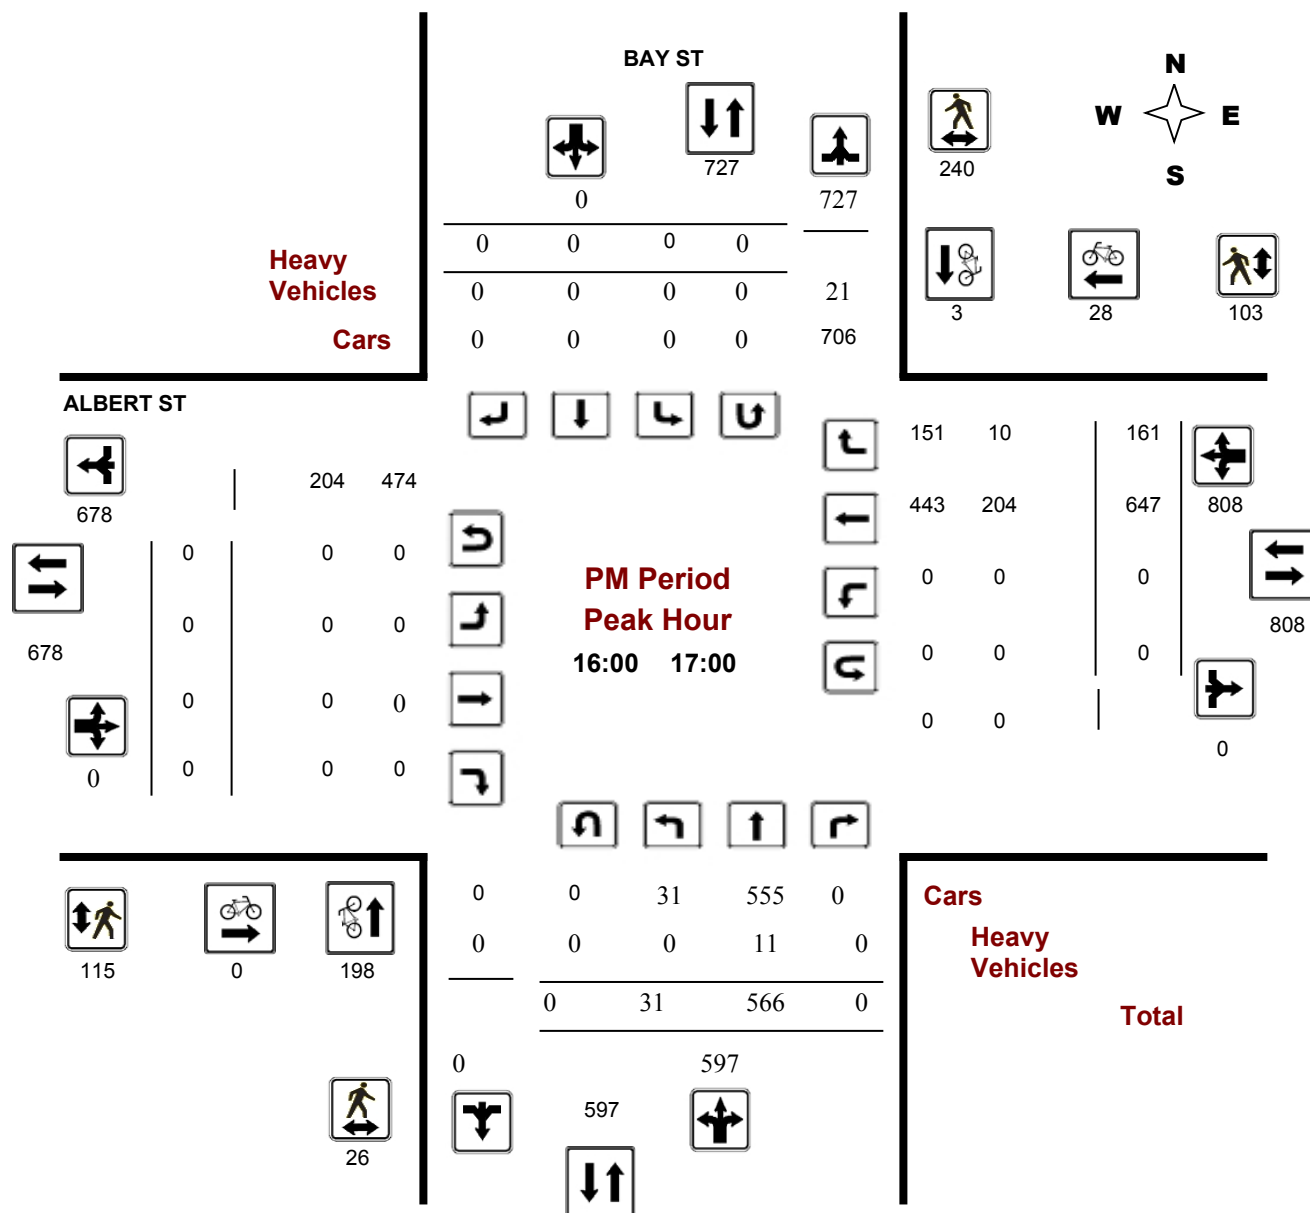 BAY ST
N
W E
S
727
240
0 727
0 0 0 0
Heavy
Vehicles
0 0 0 0 21
3 28 103
Cars
0 0 0 0 706
ALBERT ST
151 10 161
204 474
443 204 647 808
678
0 0 0
PM Period
Peak Hour
16:00 17:00
0 0 0
808
0 0 0
678
0 0 0
0 0 0
0 0
0
0
0 0 0
0 0 31 555 0
Cars
0 0 0 11 0
Heavy
Vehicles
115 0 198
0 31 566 0
Total
0 597
597
26